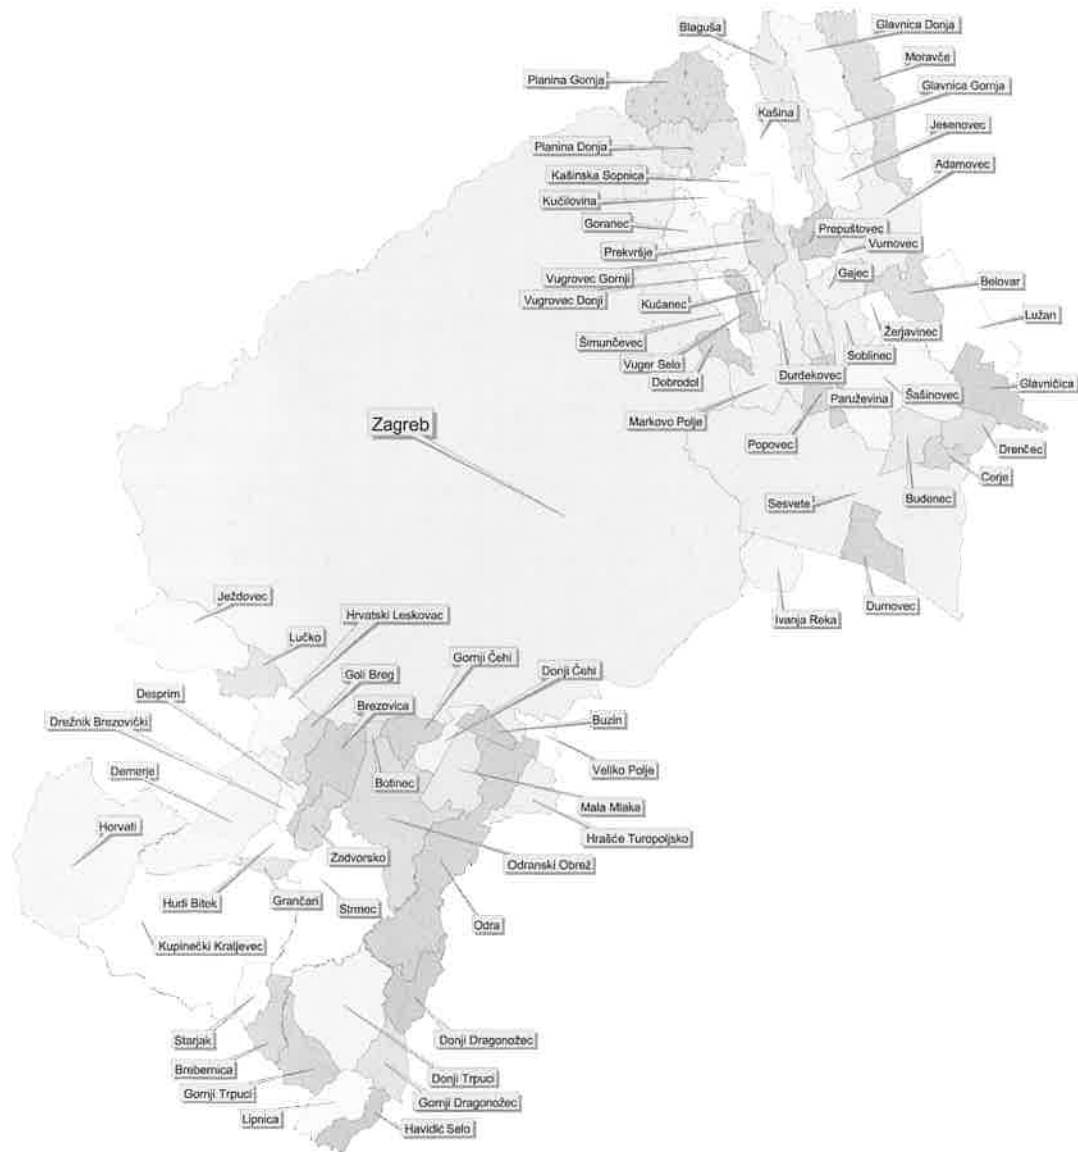 Blaguša
Glavnica Donja
Moravče
Planina Gornja
Glavnica Gornja
Kašina
Jesenovec
Planina Donja
Adamovec
Kašinska Sopnica
Kučilovina
Goranec
Prepuštovec
Vurnovec
Prekvršje
Vugrovec Gornji
Gajec
Belovar
Vugrovec Donji
Kućanec
Lužan
Žerjavinec
Šimunčevec
Soblinec
Vuger Selo
Đurđekovec
Dobrodol
Glavničica
Šašinovec
Paruževina
Markovo Polje
Zagreb
Popovec
Drenčec
Cerje
Budenec
Sesvete
Ježdovec
Durnovec
Hrvatski Leskovac
Ivanja Reka
Lučko
Gornji Čehi
Donji Čehi
Goli Breg
Desprim
Brezovica
Buzin
Drežnik Brezovički
Veliko Polje
Demerje
Botinec
Mala Mlaka
Horvati
Hrašće Turopoljsko
Zadvorsko
Odranski Obrež
Hudi Bitek
Grančari
Strmec
Odra
Kupinečki Kraljevec
Starjak
Donji Dragonožec
Brebernica
Donji Trpuci
Gornji Trpuci
Gornji Dragonožec
Lipnica
Havidić Selo